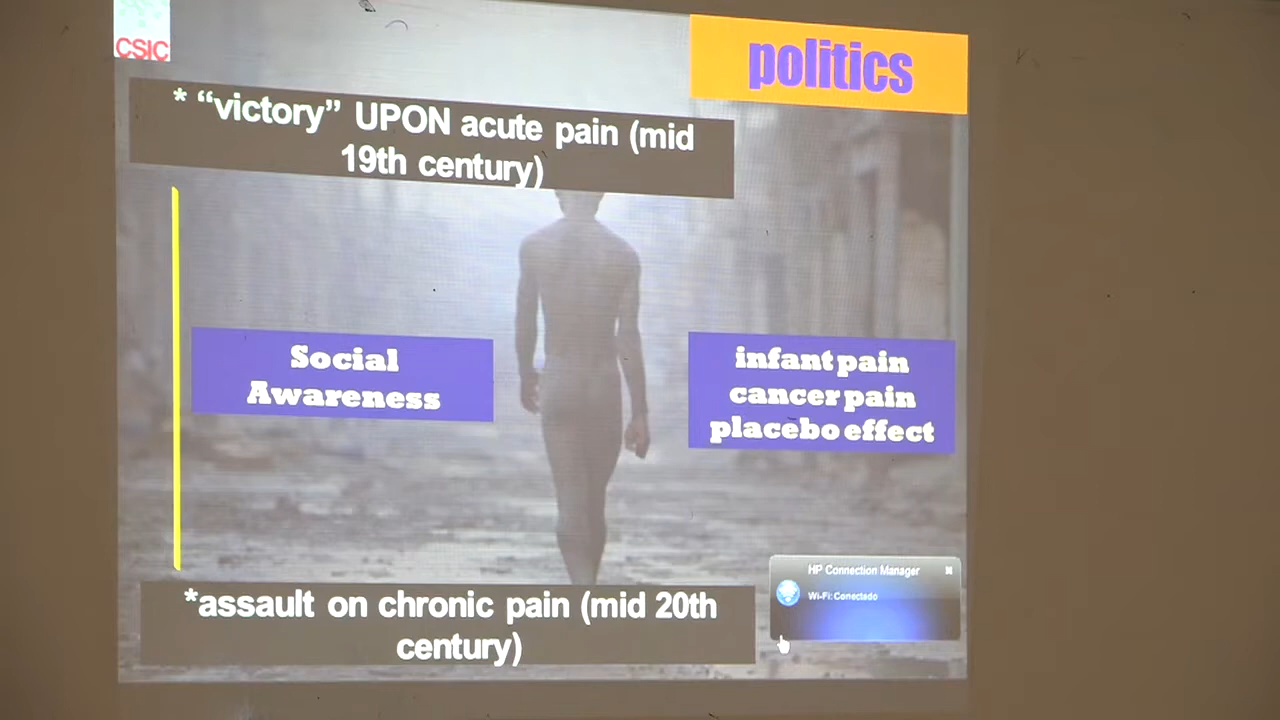 CSIC
politics
* “victory” UPON acute pain (mid
19th century)
Social
Awareness
infant pain
cancer pain
placebo effect
HP Connection Manager
Wi-Fi: Conectado
*assault on chronic pain (mid 20th
century)